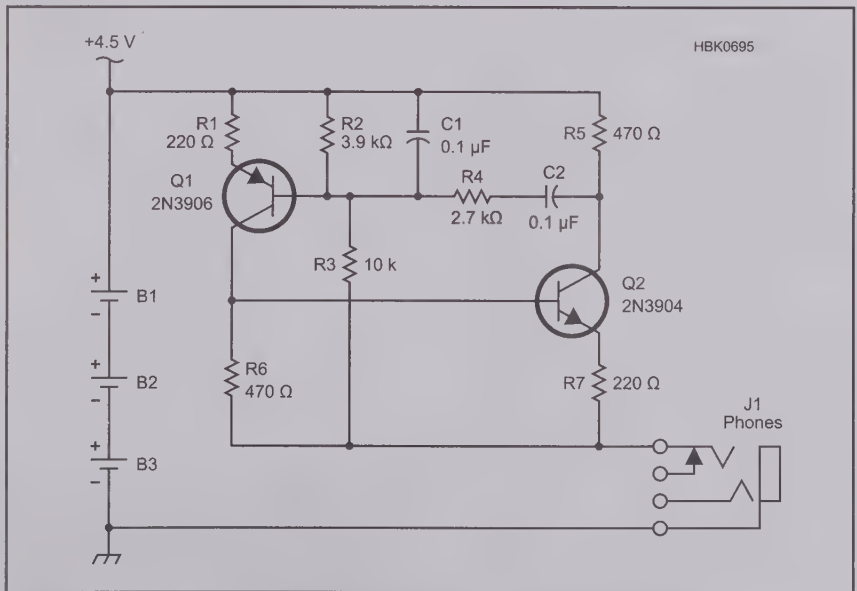 +4.5 V
HBK0695
R1
220 Ω
R2
3.9 kΩ
C1
0.1 µF
R5
470 Ω
Q1
2N3906
R4
2.7 kΩ
C2
0.1 µF
R3
10 k
Q2
2N3904
+
B1
−
R6
470 Ω
R7
220 Ω
+
B2
−
J1
Phones
+
B3
−